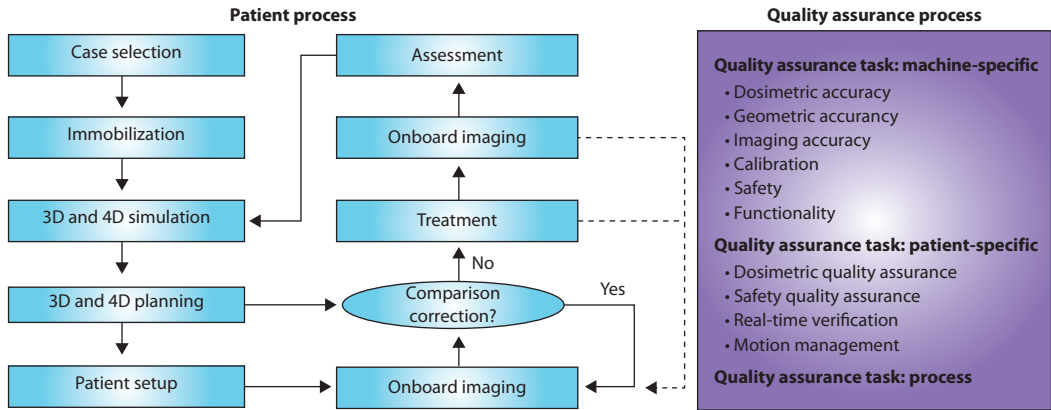 Patient process
Case selection
Immobilization
3D and 4D simulation
3D and 4D planning
Patient setup
Assessment
Onboard imaging
Treatment
No
Comparison
correction?
Yes
Onboard imaging
Quality assurance process
Quality assurance task: machine-specific
• Dosimetric accuracy
• Geometric accurancy
• Imaging accuracy
• Calibration
• Safety
• Functionality
Quality assurance task: patient-specific
• Dosimetric quality assurance
• Safety quality assurance
• Real-time verification
• Motion management
Quality assurance task: process